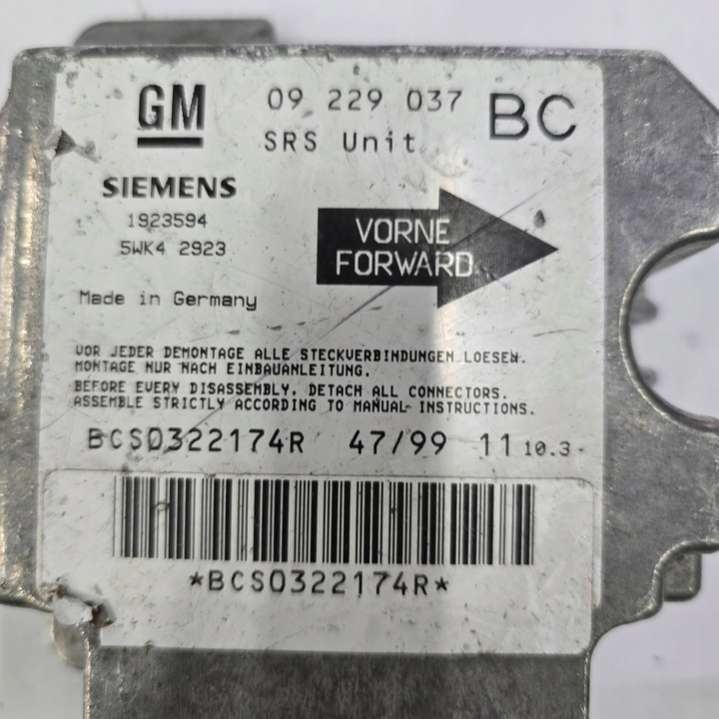 GM 09 229 037 BC
SRS Unit
SIEMENS
1923594
5WK4 2923
VORNE
FORWARD
Made in Germany
VOR JEDER DEMONTAGE ALLE STECKVERBINDUNGEN LOESEN.
MONTAGE NUR NACH EINBAUANLEITUNG.
BEFORE EVERY DISASSEMBLY, DETACH ALL CONNECTORS.
ASSEMBLE STRICTLY ACCORDING TO MANUAL-INSTRUCTIONS.
BCS0322174R 47/99 11 10.3-
*BCS0322174R*